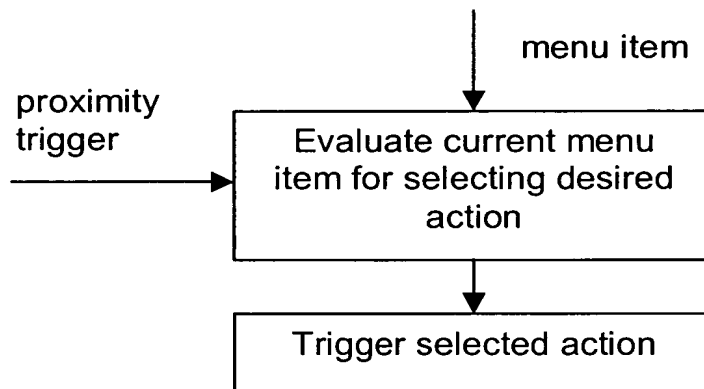 menu item
proximity
trigger
Evaluate current menu
item for selecting desired
action
Trigger selected action